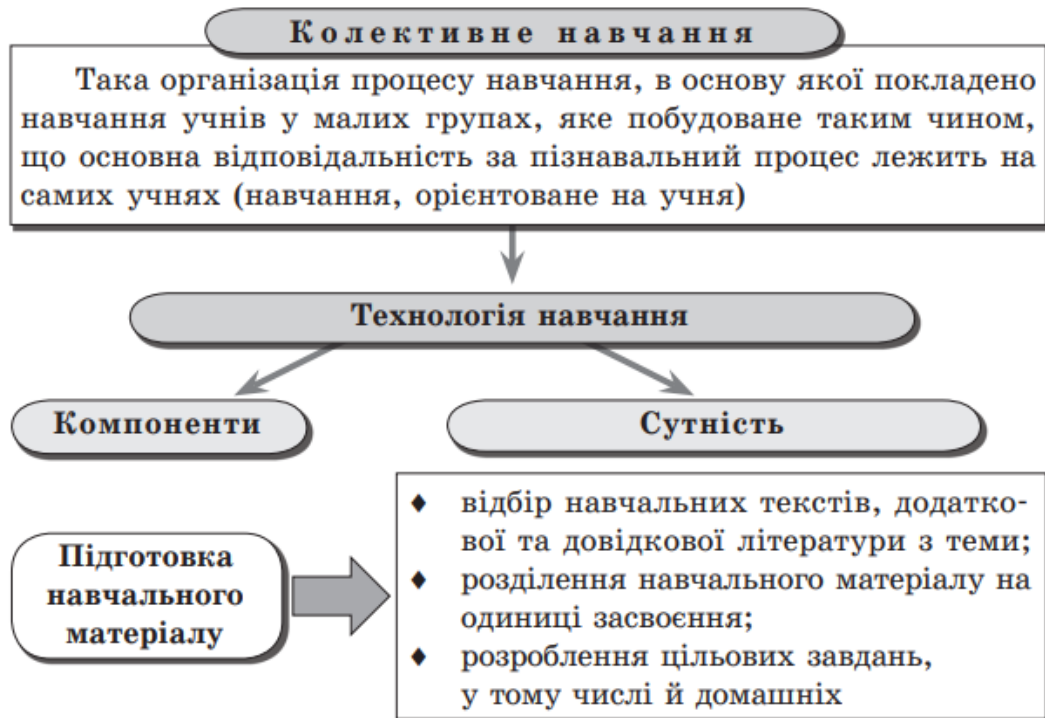 Колективне навчання
Така організація процесу навчання, в основу якої покладено
навчання учнів у малих групах, яке побудоване таким чином,
що основна відповідальність за пізнавальний процес лежить на
самих учнях (навчання, орієнтоване на учня)
Технологія навчання
Компоненти
Сутність
Підготовка
навчального
матеріалу
♦ відбір навчальних текстів, додатко-
вої та довідкової літератури з теми;
♦ розділення навчального матеріалу на
одиниці засвоєння;
♦ розроблення цільових завдань,
у тому числі й домашніх